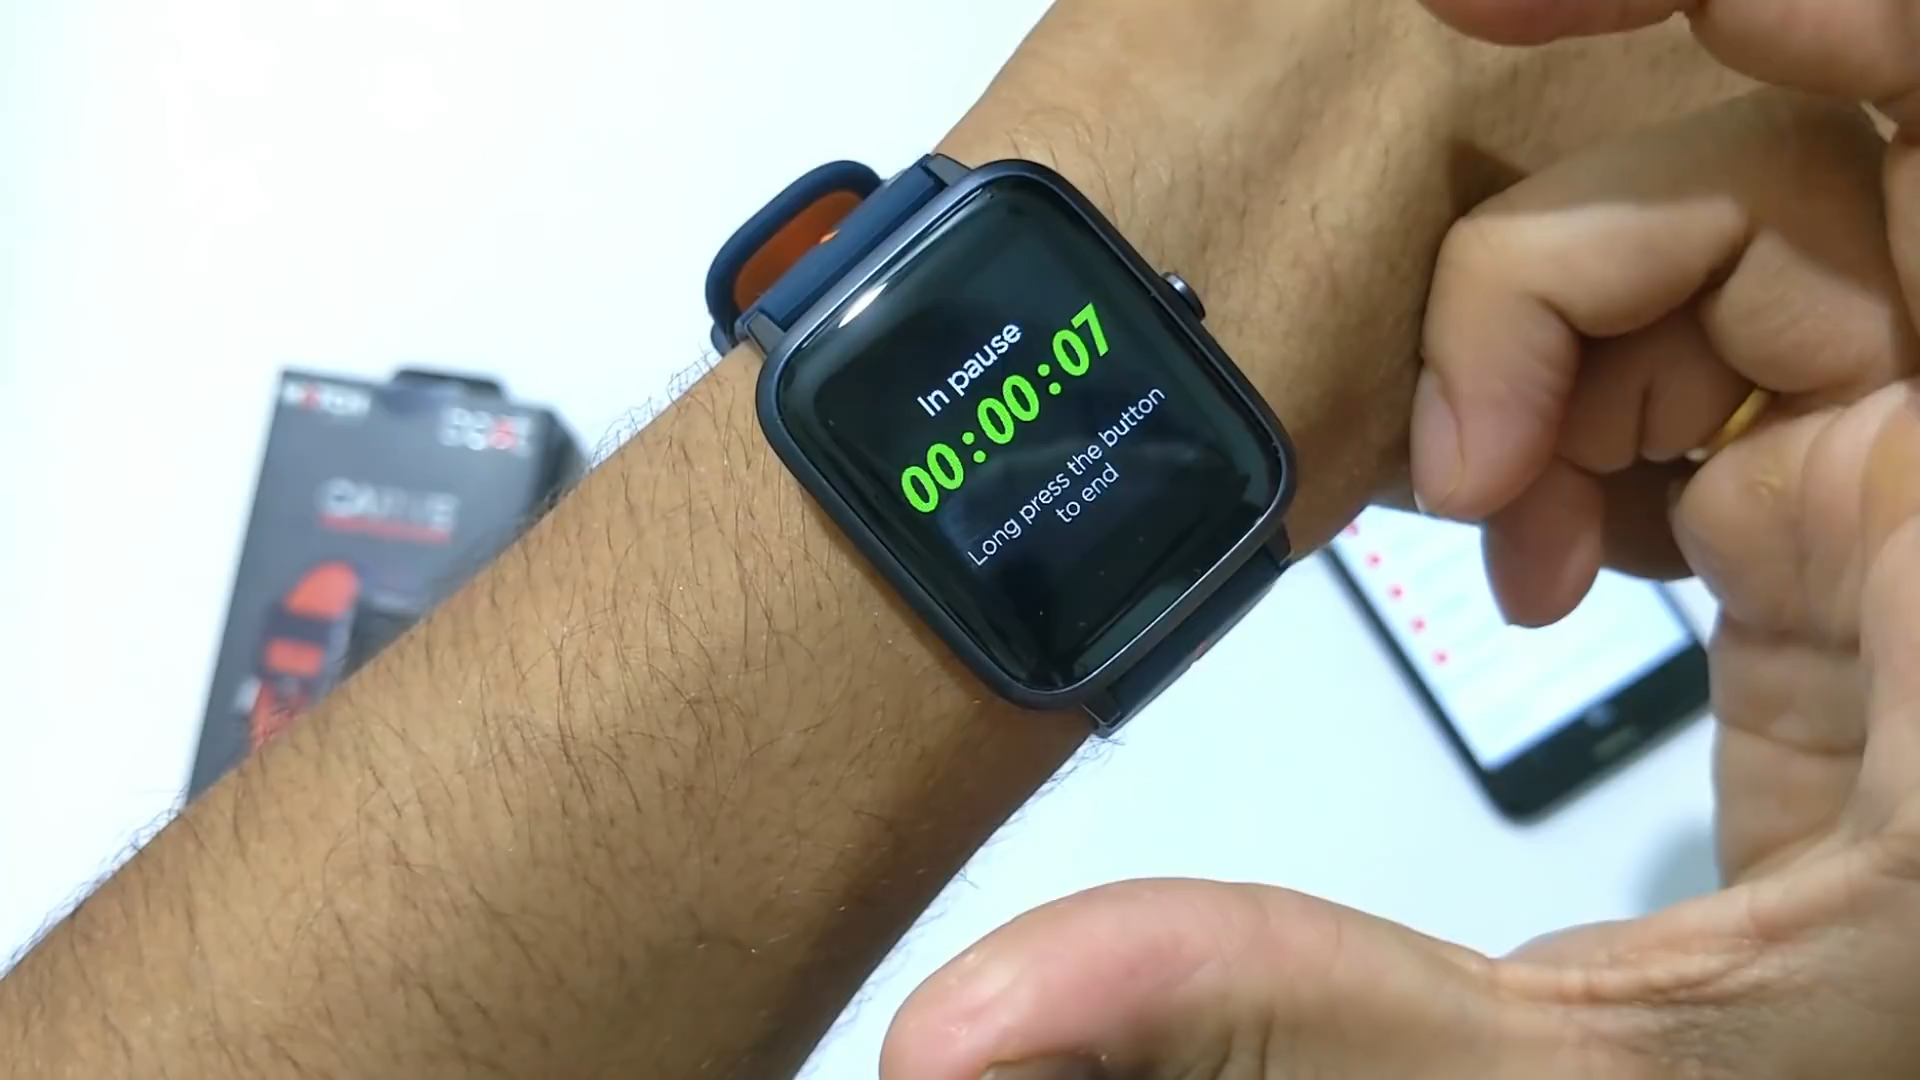 In pause
00:00:07
Long press the button
to end